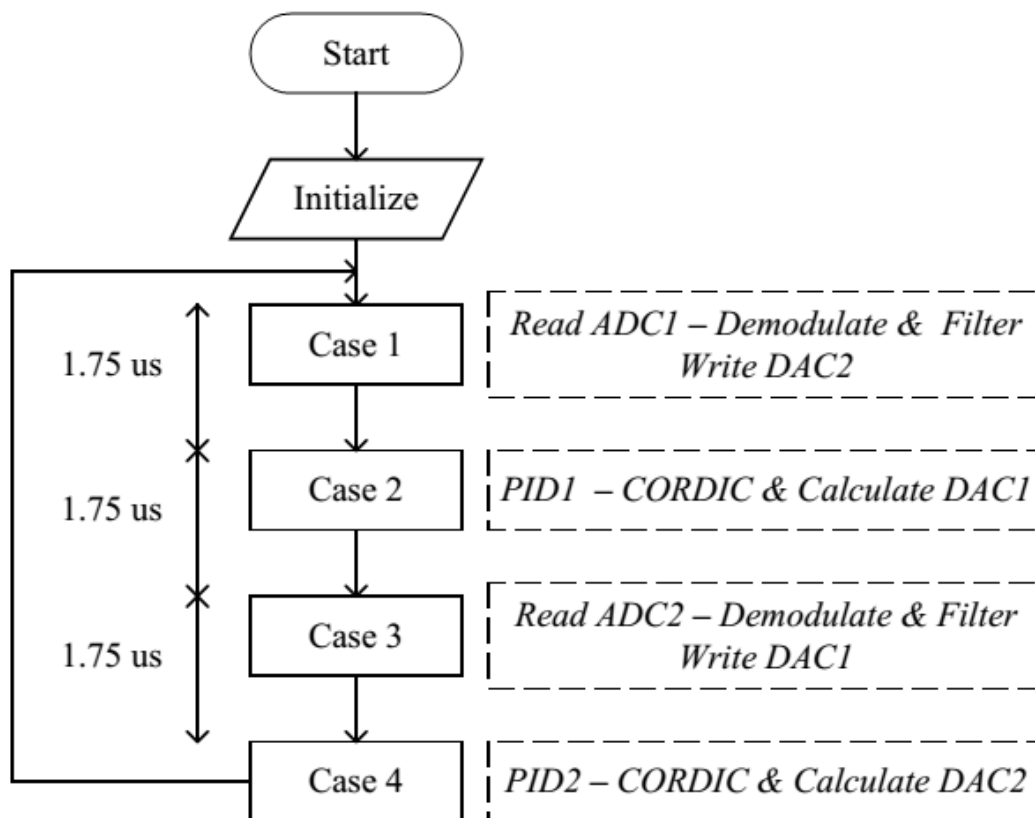 Start
Initialize
1.75 us
Case 1
Read ADC1 – Demodulate & Filter
Write DAC2
1.75 us
Case 2
PID1 – CORDIC & Calculate DAC1
1.75 us
Case 3
Read ADC2 – Demodulate & Filter
Write DAC1
Case 4
PID2 – CORDIC & Calculate DAC2